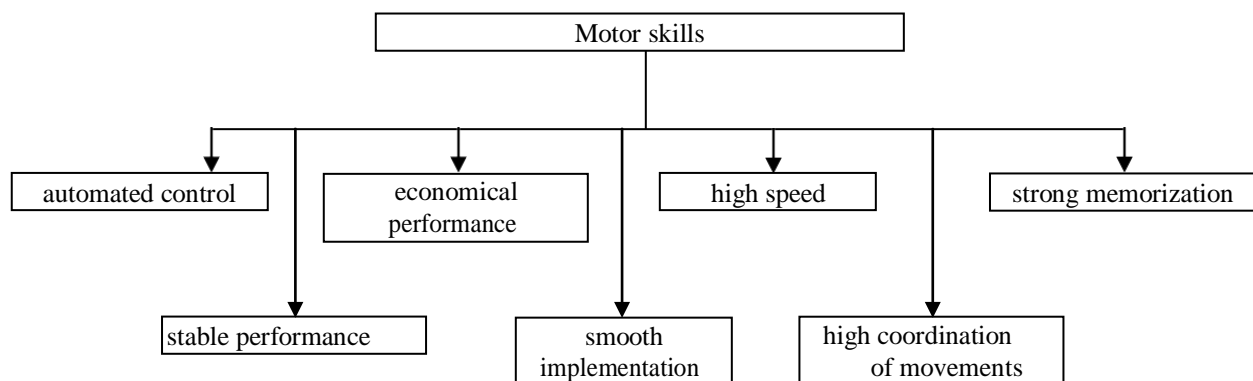 Motor skills
automated control
economical
performance
high speed
strong memorization
stable performance
smooth
implementation
high coordination
of movements